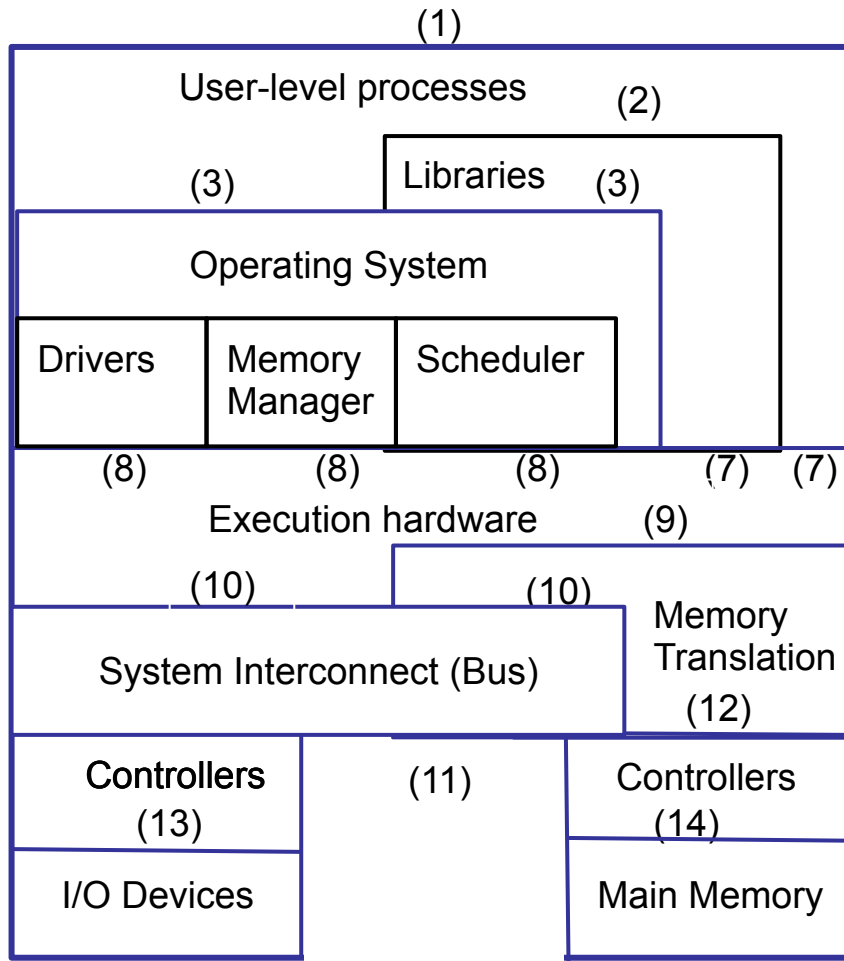 (1)
User-level processes
(2)
(3)
Libraries
(3)
Operating System
Drivers
Memory
Manager
Scheduler
(8)
(8)
(8)
(7)
(7)
Execution hardware
(9)
(10)
(10)
Memory
Translation
System Interconnect (Bus)
(12)
Controllers
(11)
Controllers
(13)
(14)
I/O Devices
Main Memory